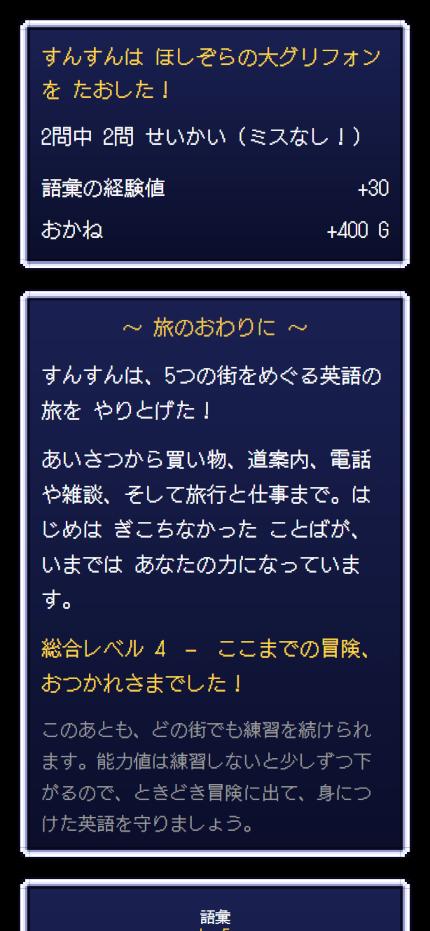 すんすんは ほしぞらの大グリフォン
を たおした！
2問中 2問 せいかい（ミスなし！）
語彙の経験値 +30
おかね +400 G
～ 旅のおわりに ～
すんすんは、5つの街をめぐる英語の
旅を やりとげた！
あいさつから買い物、道案内、電話
や雑談、そして旅行と仕事まで。は
じめは ぎこちなかった ことばが、
いまでは あなたの力になっていま
す。
総合レベル 4 － ここまでの冒険、
おつかれさまでした！
このあとも、どの街でも練習を続けられ
ます。能力値は練習しないと少しずつ下
がるので、ときどき冒険に出て、身につ
けた英語を守りましょう。
語彙